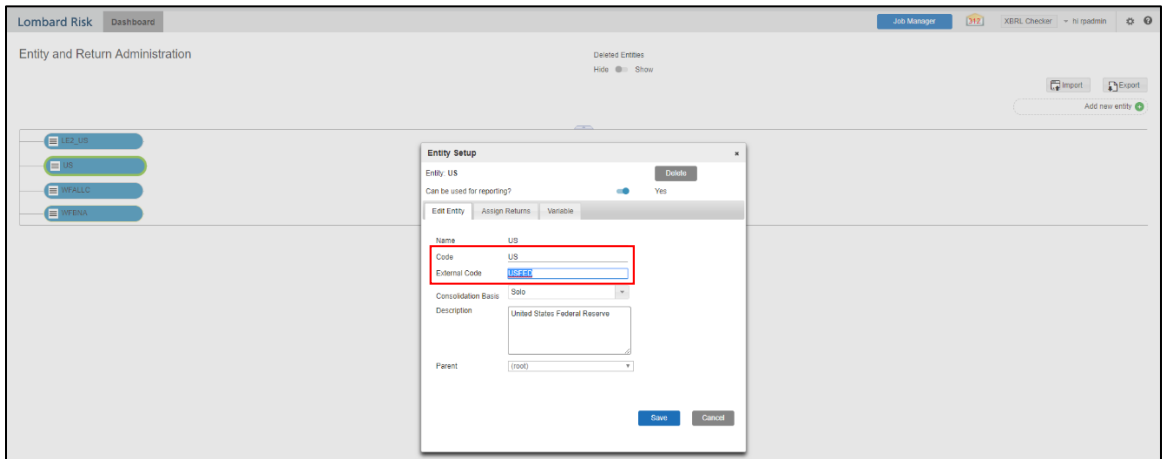 Lombard Risk Dashboard Job Manager 312 XBRL Checker hi rpadmin
Entity and Return Administration
Deleted Entities
Hide Show
Import Export
Add new entity
LE2_US
US
WFALLC
WFBNA
Entity Setup
Entity: US Delete
Can be used for reporting? Yes
Edit Entity Assign Returns Variable
Name US
Code US
External Code USFED
Consolidation Basis Solo
Description United States Federal Reserve
Parent (root)
Save Cancel